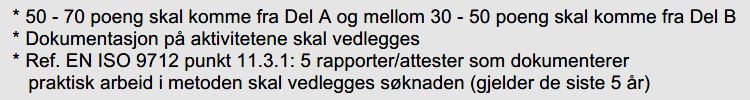 * 50 - 70 poeng skal komme fra Del A og mellom 30 - 50 poeng skal komme fra Del B
* Dokumentasjon på aktivitetene skal vedlegges
* Ref. EN ISO 9712 punkt 11.3.1: 5 rapporter/attester som dokumenterer
praktisk arbeid i metoden skal vedlegges søknaden (gjelder de siste 5 år)